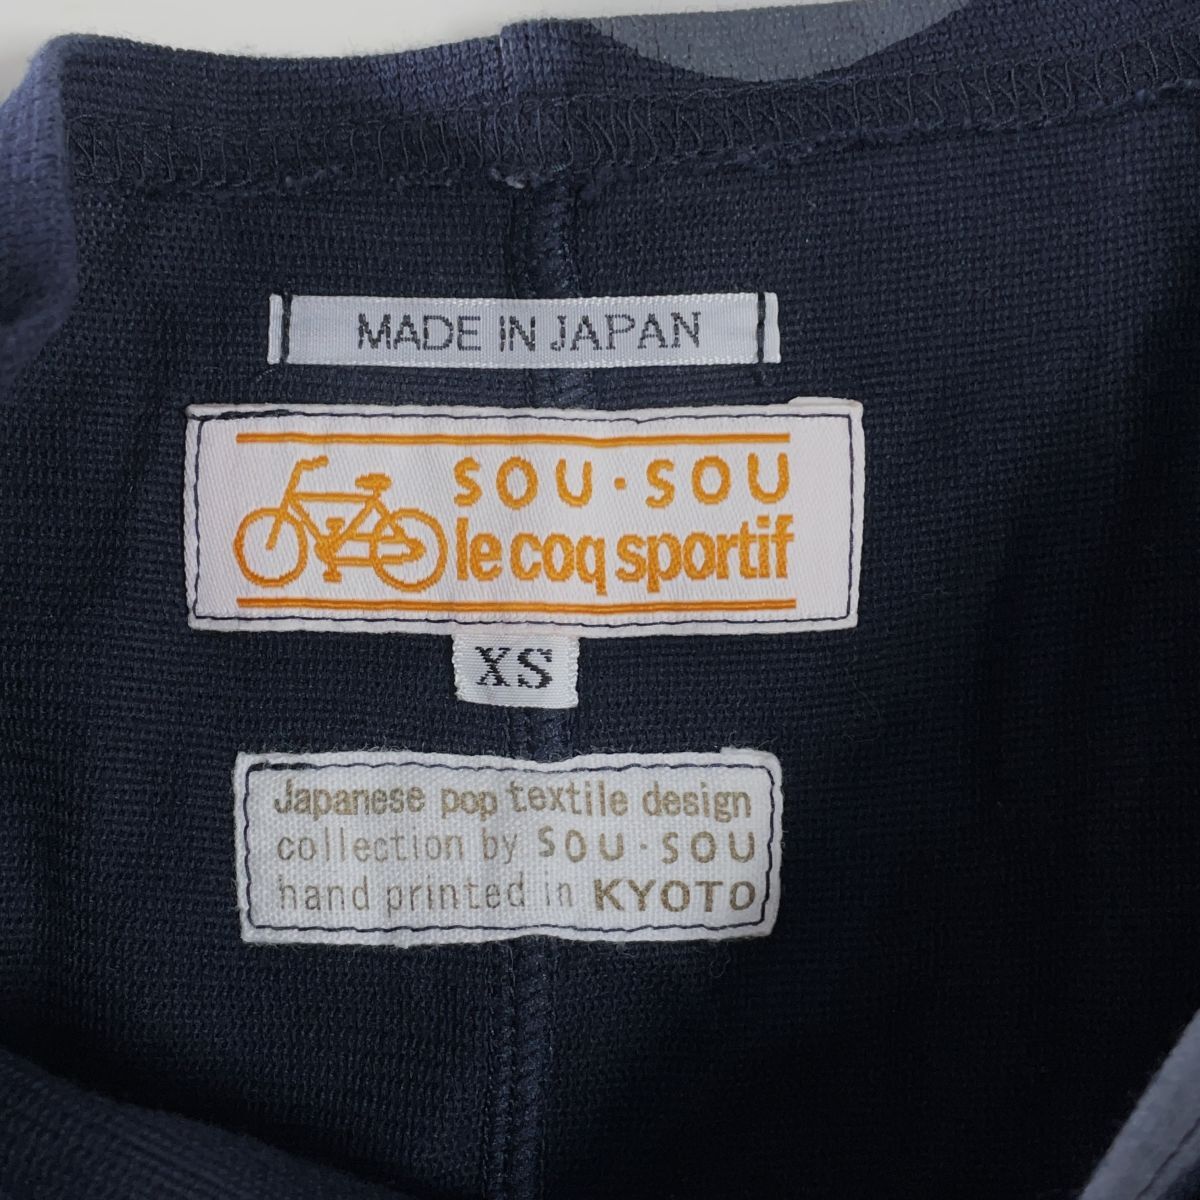 MADE IN JAPAN
SOU・SOU
le coq sportif
XS
Japanese pop textile design
collection by SOU・SOU
hand printed in KYOTO